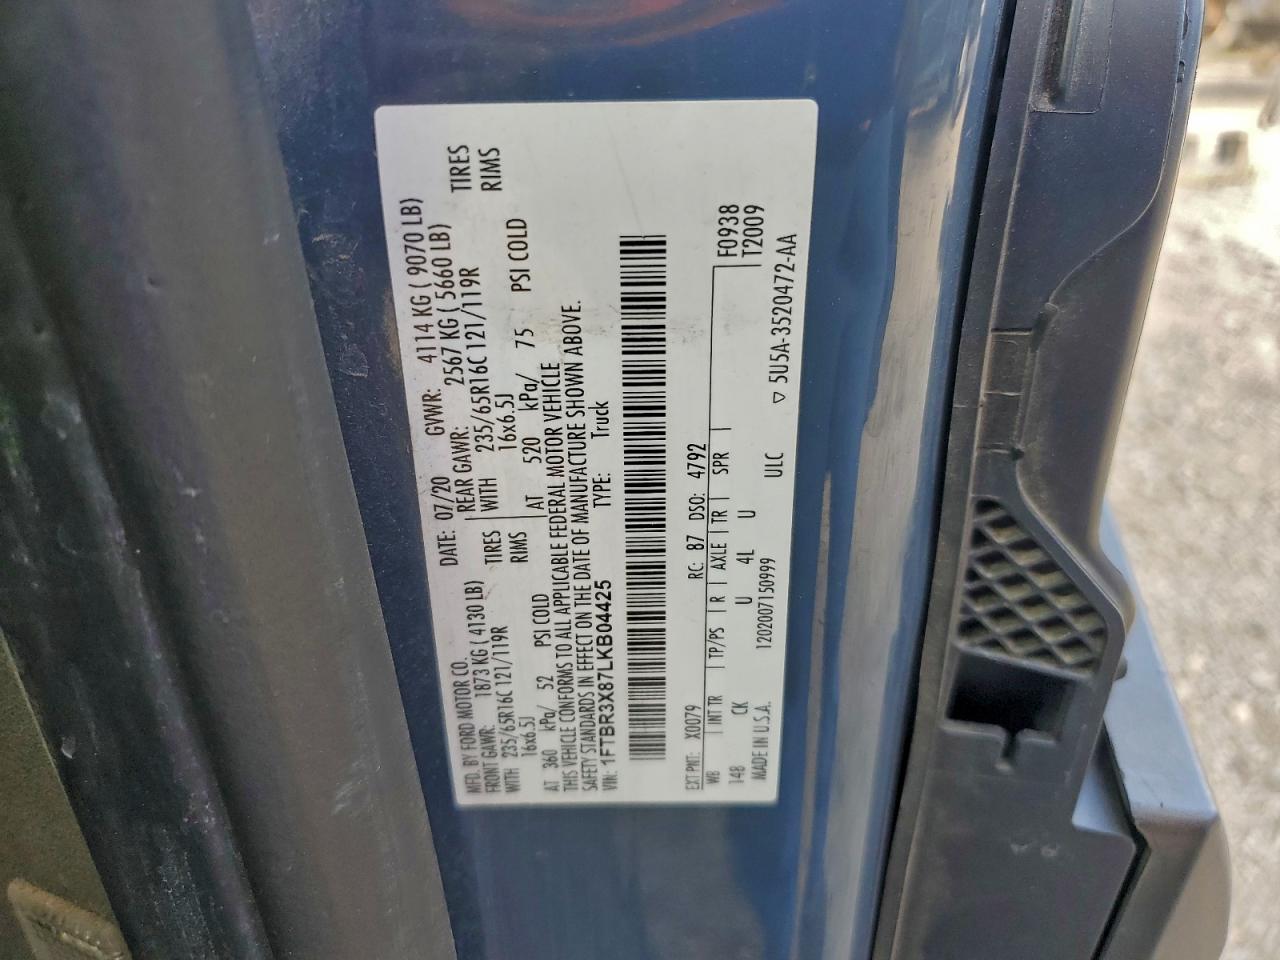 MFD. BY FORD MOTOR CO.
DATE: 07/20 GVWR: 4114 KG ( 9070 LB)
FRONT GAWR: 1873 KG ( 4130 LB) REAR GAWR: 2567 KG ( 5660 LB)
WITH 235/65R16C 121/119R TIRES WITH 235/65R16C 121/119R TIRES
16x6.5J RIMS 16x6.5J RIMS
AT 360 kPa/ 52 PSI COLD AT 520 kPa/ 75 PSI COLD
THIS VEHICLE CONFORMS TO ALL APPLICABLE FEDERAL MOTOR VEHICLE
SAFETY STANDARDS IN EFFECT ON THE DATE OF MANUFACTURE SHOWN ABOVE.
VIN: 1FTBR3X87LKB04425 TYPE: Truck
EXT PNT: X0079 RC: 87 DSO: 4792 F0938
WB INT TR TP/PS R AXLE TR SPR T2009
148 CK U 4L U
MADE IN U.S.A. 1202007150999 ULC ▽ 5U5A-3520472-AA